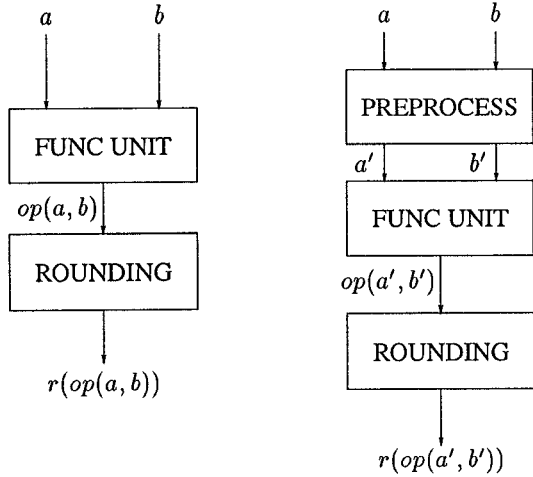 a b
FUNC UNIT
op(a, b)
ROUNDING
r(op(a, b))
a b
PREPROCESS
a′ b′
FUNC UNIT
op(a′, b′)
ROUNDING
r(op(a′, b′))